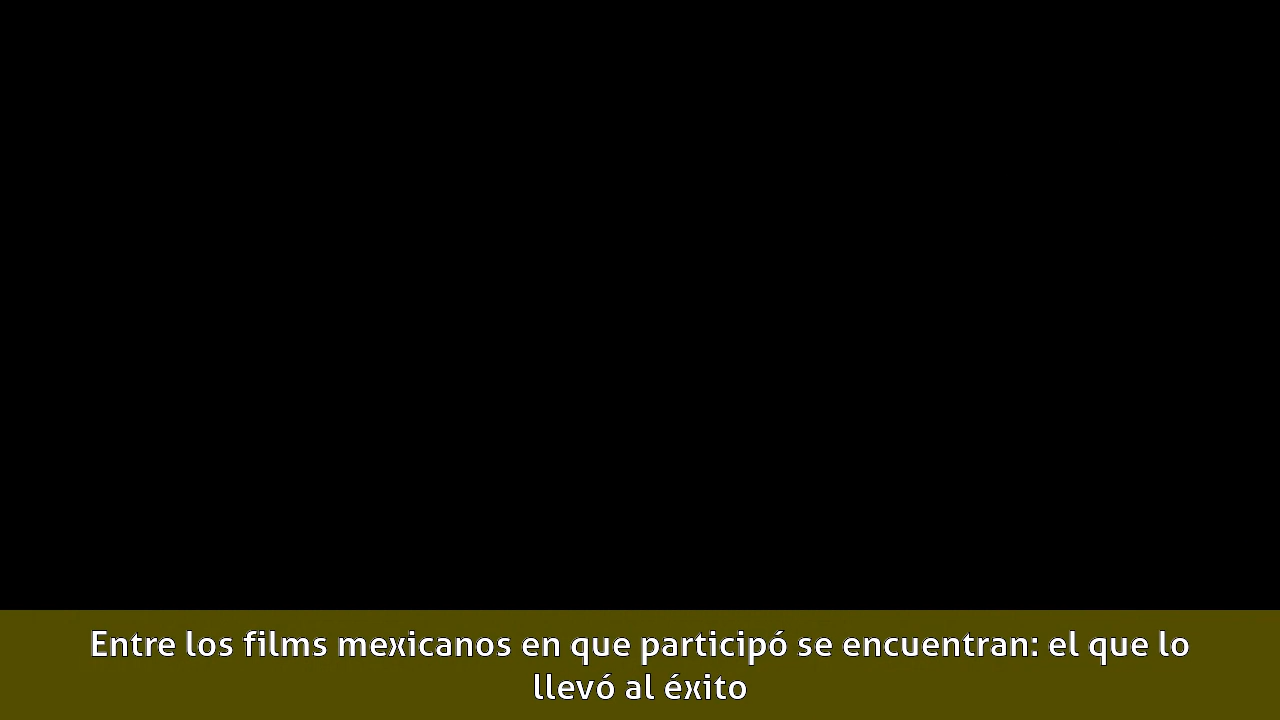 Entre los films mexicanos en que participó se encuentran: el que lo
llevó al éxito